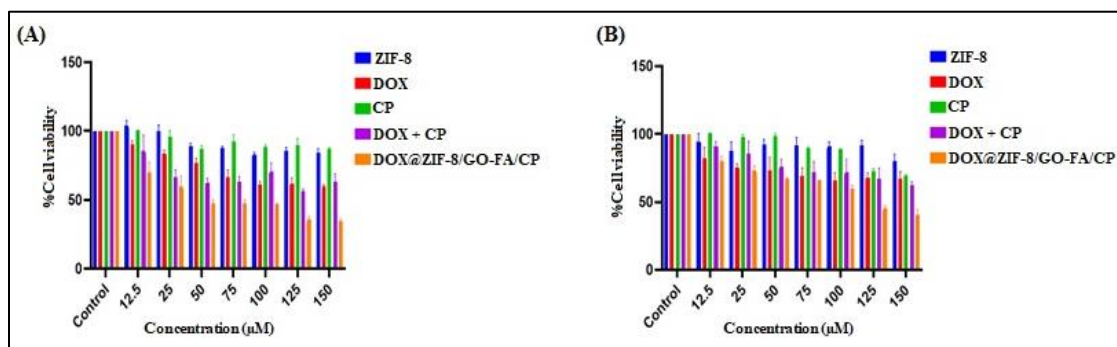 (A)
%Cell viability
150
100
50
0
Control
12.5
25
50
75
100
125
150
Concentration (µM)
ZIF-8
DOX
CP
DOX + CP
DOX@ZIF-8/GO-FA/CP
(B)
%Cell viability
150
100
50
0
Control
12.5
25
50
75
100
125
150
Concentration (µM)
ZIF-8
DOX
CP
DOX + CP
DOX@ZIF-8/GO-FA/CP